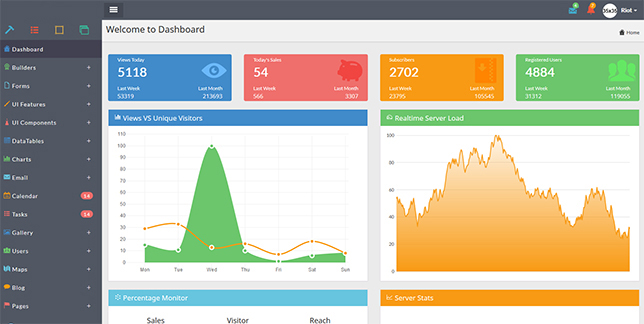 35x35
Riot
Welcome to Dashboard
Home
Dashboard
Builders +
Forms +
UI Features +
UI Components +
DataTables +
Charts +
Email +
Calendar 14
Tasks 14
Gallery +
Users +
Maps +
Blog +
Pages +
Views Today
5118
Last Week Last Month
53319 213693
Today's Sales
54
Last Week Last Month
566 3307
Subscribers
2702
Last Week Last Month
23795 105545
Registered Users
4884
Last Week Last Month
31312 119055
Views VS Unique Visitors
110
100
90
80
70
60
50
40
30
20
10
0
Mon Tue Wed Thu Fri Sat Sun
Realtime Server Load
100
80
60
40
20
0
Percentage Monitor
Sales Visitor Reach
Server Stats